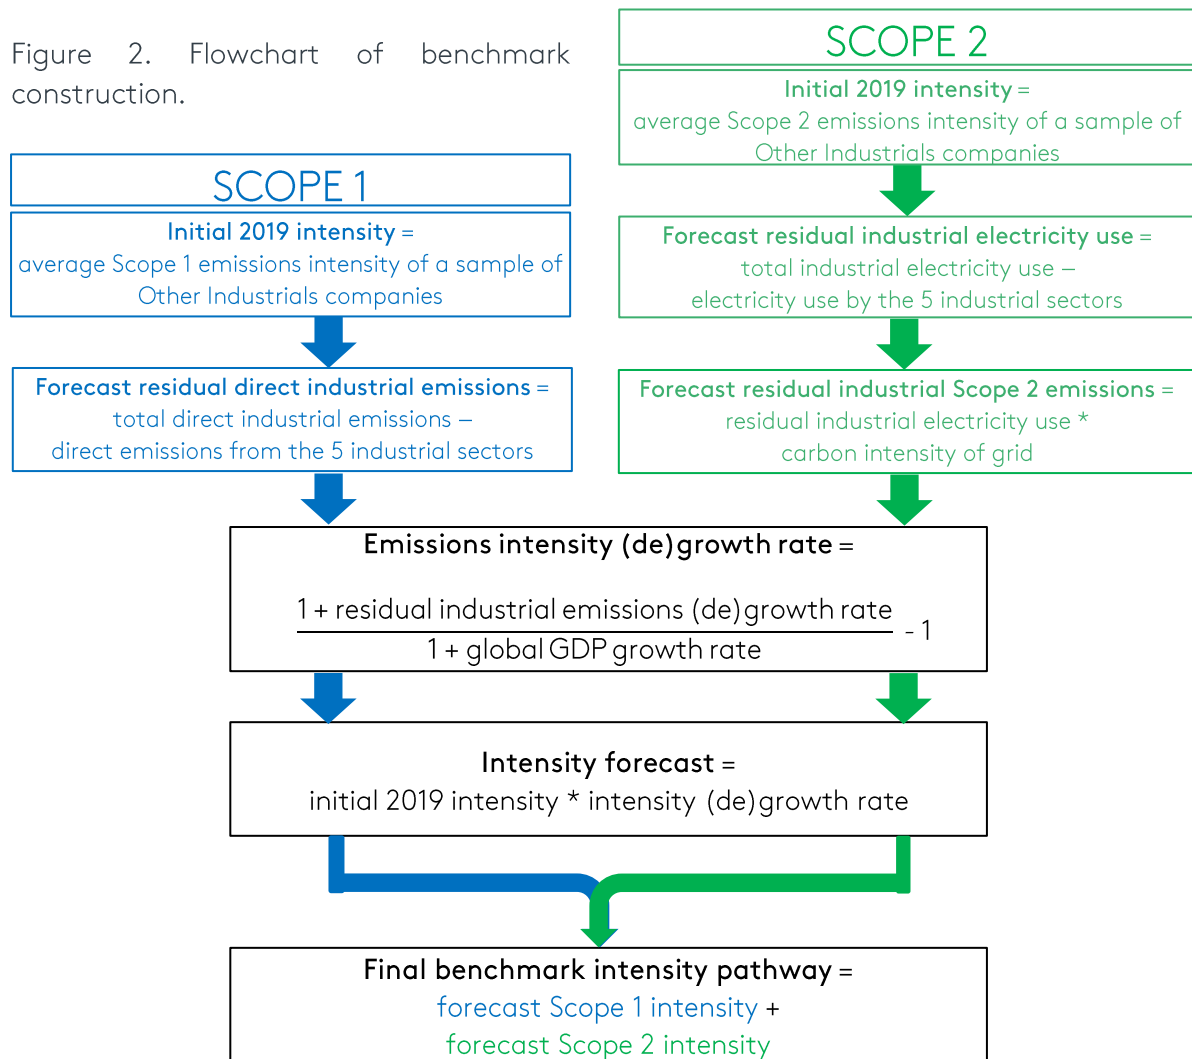 Figure 2. Flowchart of benchmark
construction.
SCOPE 1
Initial 2019 intensity =
average Scope 1 emissions intensity of a sample of
Other Industrials companies
Forecast residual direct industrial emissions =
total direct industrial emissions –
direct emissions from the 5 industrial sectors
SCOPE 2
Initial 2019 intensity =
average Scope 2 emissions intensity of a sample of
Other Industrials companies
Forecast residual industrial electricity use =
total industrial electricity use –
electricity use by the 5 industrial sectors
Forecast residual industrial Scope 2 emissions =
residual industrial electricity use *
carbon intensity of grid
Emissions intensity (de)growth rate =
1 + residual industrial emissions (de)growth rate
- 1
1 + global GDP growth rate
Intensity forecast =
initial 2019 intensity * intensity (de)growth rate
Final benchmark intensity pathway =
forecast Scope 1 intensity +
forecast Scope 2 intensity